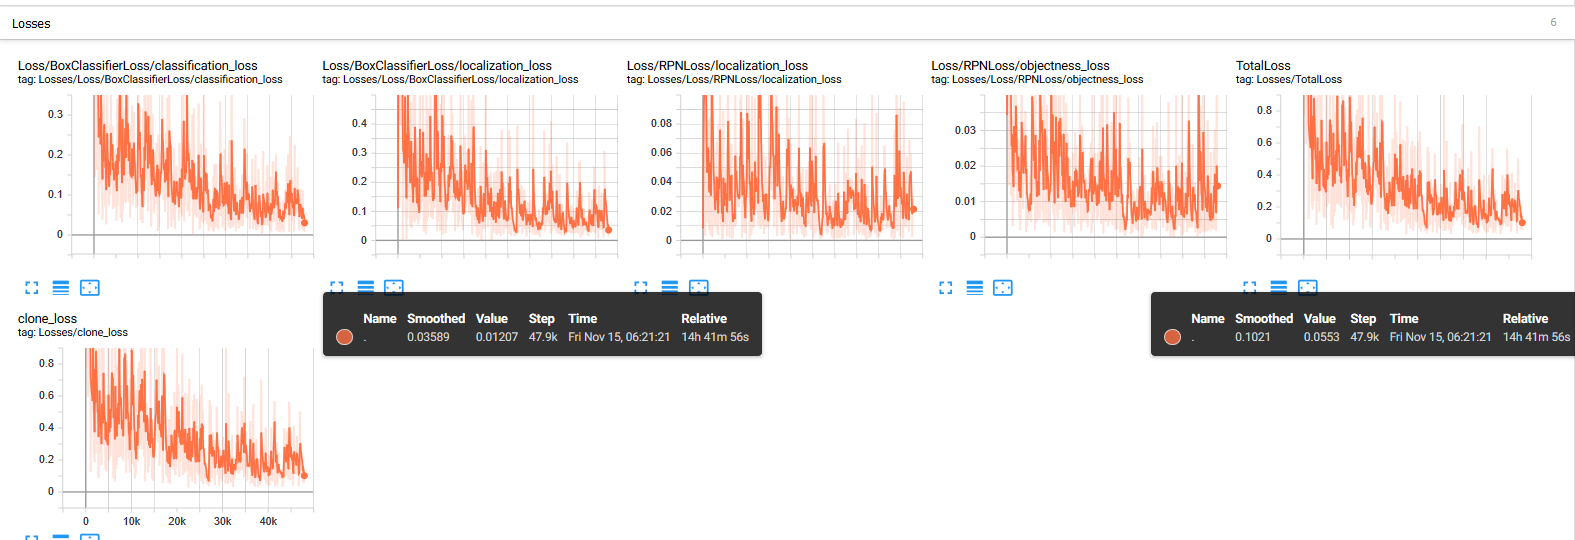 Losses
6
Loss/BoxClassifierLoss/classification_loss
tag: Losses/Loss/BoxClassifierLoss/classification_loss
0.3
0.2
0.1
0
Loss/BoxClassifierLoss/localization_loss
tag: Losses/Loss/BoxClassifierLoss/localization_loss
0.4
0.3
0.2
0.1
0
Loss/RPNLoss/localization_loss
tag: Losses/Loss/RPNLoss/localization_loss
0.08
0.06
0.04
0.02
0
Loss/RPNLoss/objectness_loss
tag: Losses/Loss/RPNLoss/objectness_loss
0.03
0.02
0.01
0
TotalLoss
tag: Losses/TotalLoss
0.8
0.6
0.4
0.2
0
Name Smoothed Value Step Time Relative
. 0.03589 0.01207 47.9k Fri Nov 15, 06:21:21 14h 41m 56s
Name Smoothed Value Step Time Relative
. 0.1021 0.0553 47.9k Fri Nov 15, 06:21:21 14h 41m 56s
clone_loss
tag: Losses/clone_loss
0.8
0.6
0.4
0.2
0
0 10k 20k 30k 40k